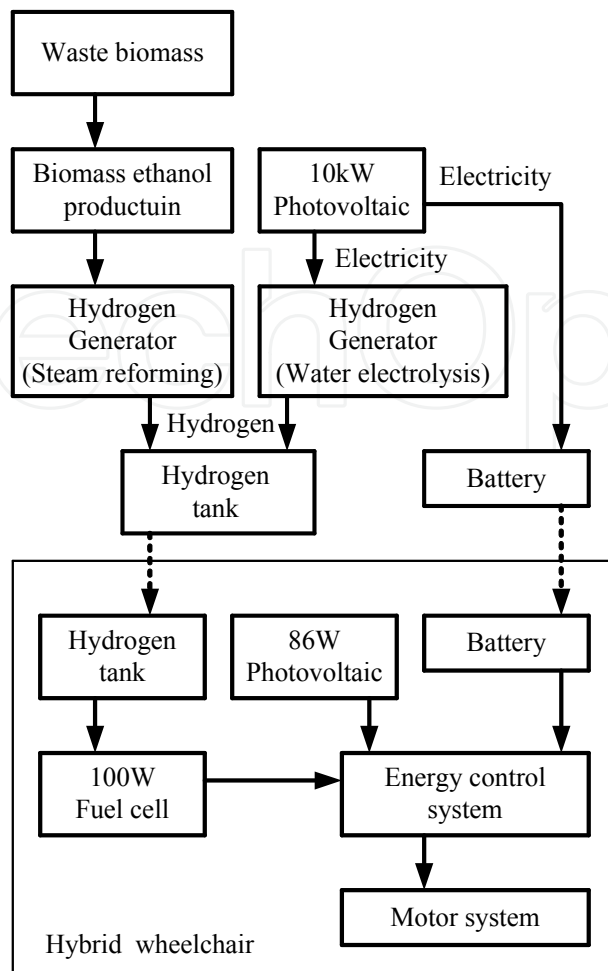 Waste biomass
Biomass ethanol
productuin
10kW
Photovoltaic
Electricity
Electricity
Hydrogen
Generator
(Steam reforming)
Hydrogen
Generator
(Water electrolysis)
Hydrogen
Hydrogen
tank
Battery
Hydrogen
tank
86W
Photovoltaic
Battery
100W
Fuel cell
Energy control
system
Motor system
Hybrid wheelchair